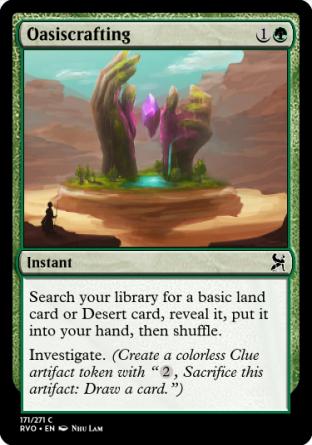 Oasiscrafting 1
Instant
Search your library for a basic land
card or Desert card, reveal it, put it
into your hand, then shuffle.
Investigate. (Create a colorless Clue
artifact token with “2, Sacrifice this
artifact: Draw a card.”)
171/271 C
RVO • EN Nhu Lam